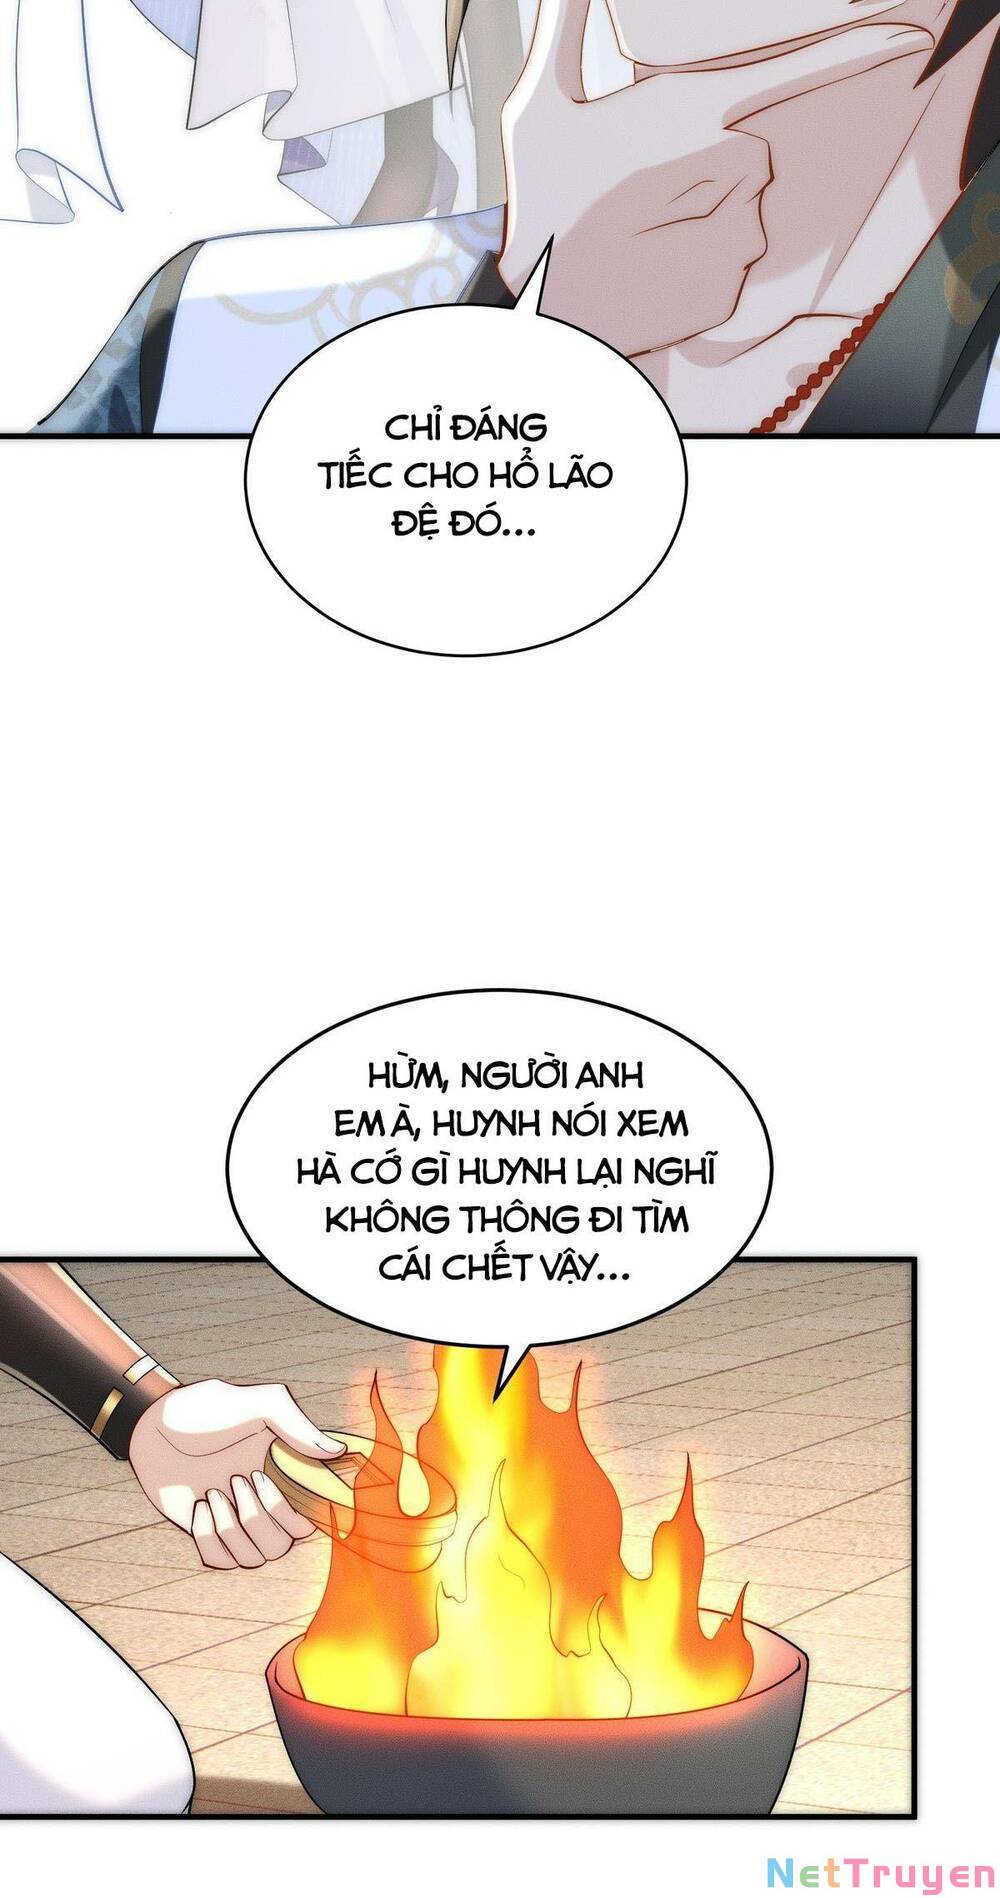 CHỈ ĐÁNG
TIẾC CHO HỔ LÃO
ĐỆ ĐÓ...
HỪM, NGƯỜI ANH
EM À, HUYNH NÓI XEM
HÀ CỚ GÌ HUYNH LẠI NGHĨ
KHÔNG THÔNG ĐI TÌM
CÁI CHẾT VẬY...
NetTruyen